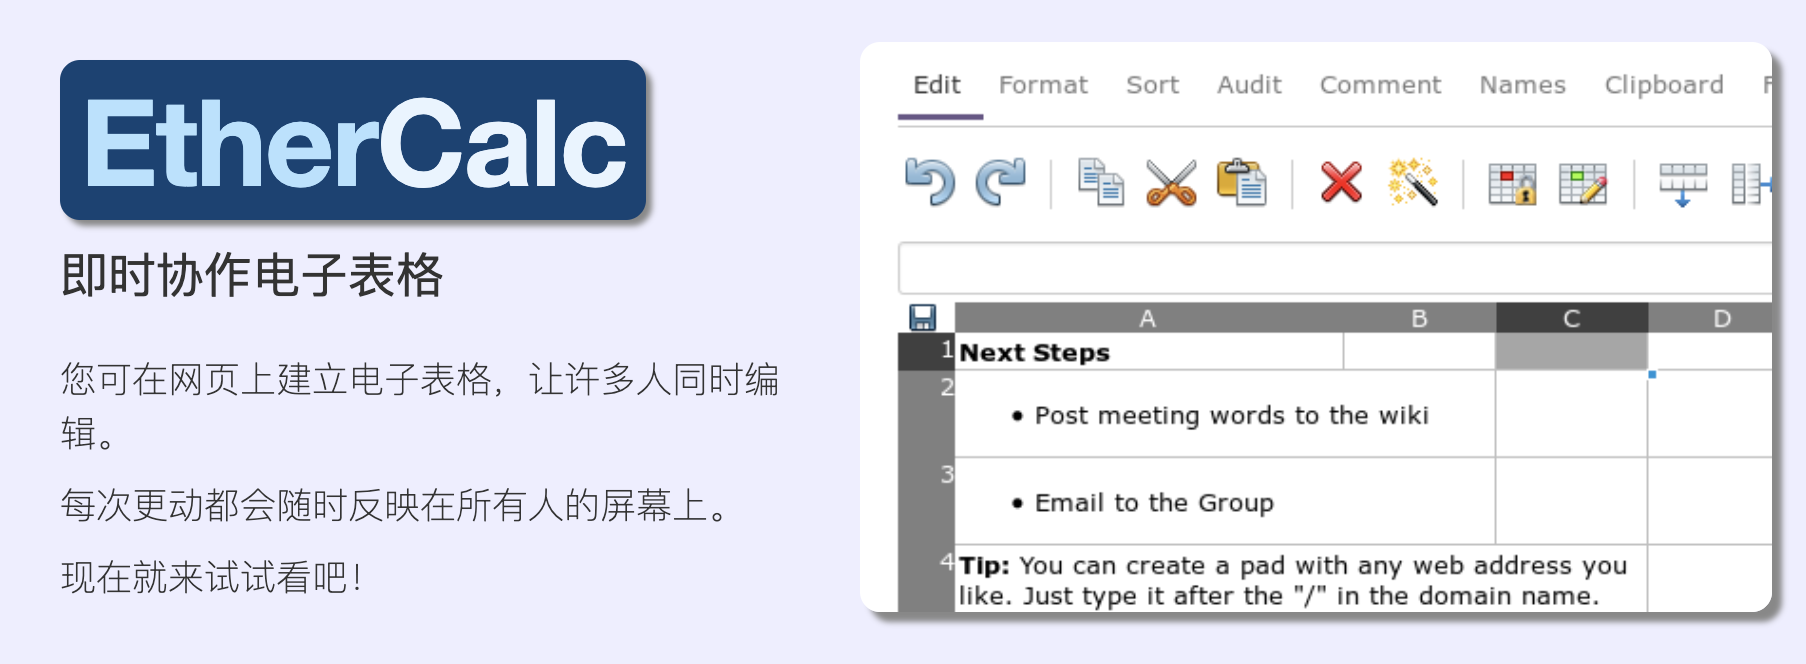 EtherCalc
即时协作电子表格
您可在网页上建立电子表格，让许多人同时编
辑。
每次更动都会随时反映在所有人的屏幕上。
现在就来试试看吧！
Edit Format Sort Audit Comment Names Clipboard
A B C D
1 Next Steps
2
• Post meeting words to the wiki
3
• Email to the Group
4 Tip: You can create a pad with any web address you
like. Just type it after the "/" in the domain name.